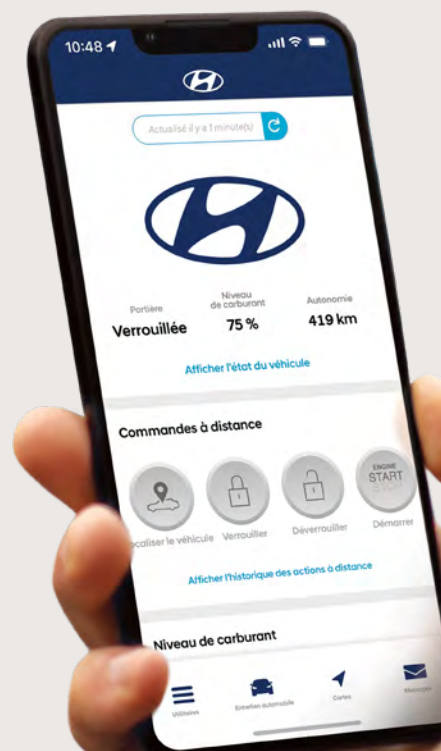 10:48
Actualisé il y a 1 minute(s)
Portière
Verrouillée
Niveau
de carburant
75 %
Autonomie
419 km
Afficher l'état du véhicule
Commandes à distance
ocaliser le véhicule
Verrouiller
Déverrouiller
ENGINE
START
STOP
Démarrer
Afficher l'historique des actions à distance
Niveau de carburant
Utilitaires
Entretien automobile
Cartes
Messages